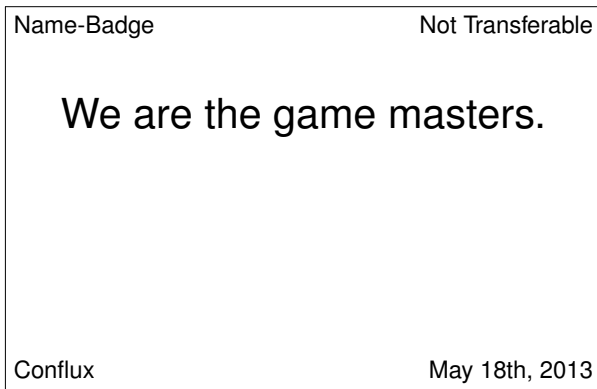 Name-Badge Not Transferable
We are the game masters.
Conflux May 18th, 2013